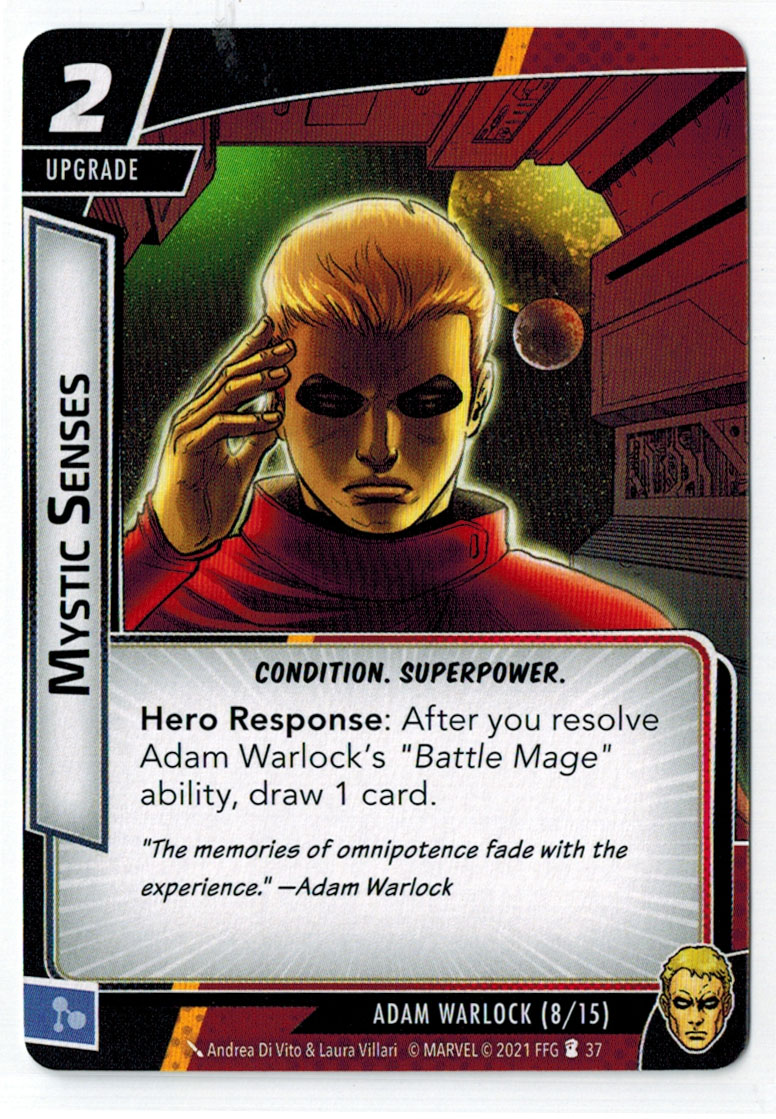 2
UPGRADE
MYSTIC SENSES
CONDITION. SUPERPOWER.
Hero Response: After you resolve
Adam Warlock's "Battle Mage"
ability, draw 1 card.
"The memories of omnipotence fade with the
experience." —Adam Warlock
ADAM WARLOCK (8/15)
Andrea Di Vito & Laura Villari © MARVEL © 2021 FFG 37